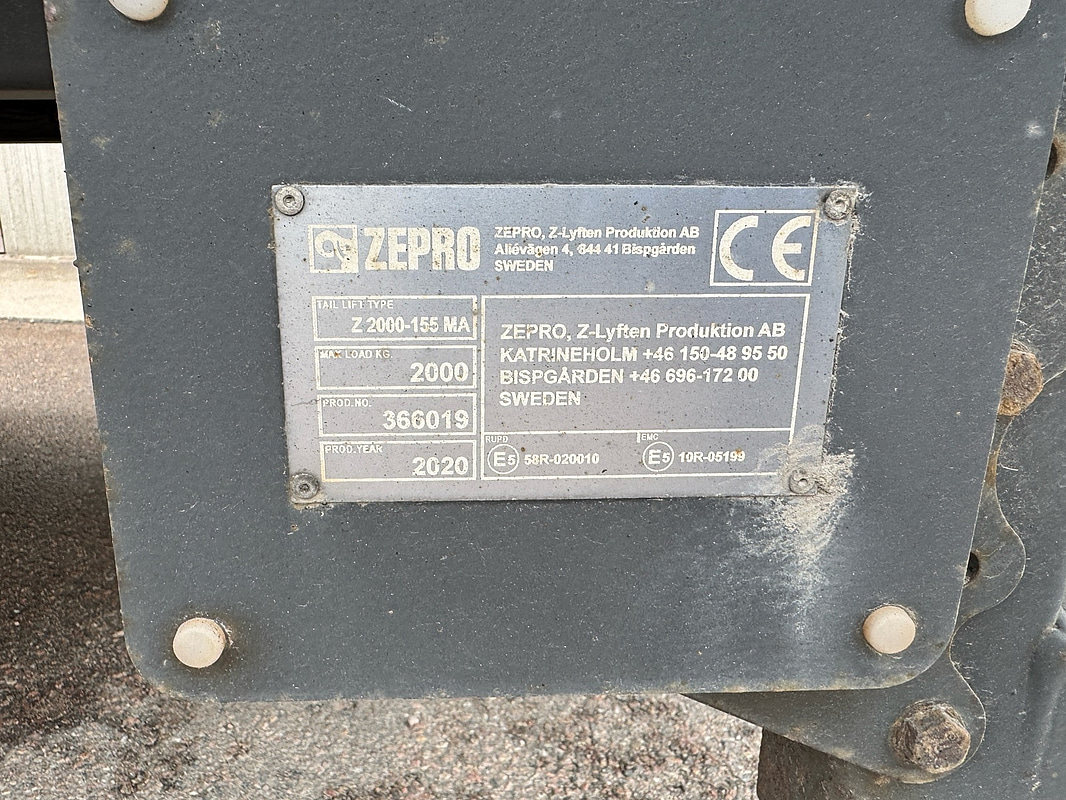 ZEPRO
ZEPRO, Z-Lyften Produktion AB
Allévägen 4, 844 41 Bispgården
SWEDEN
CE
TAIL LIFT TYPE
Z 2000-155 MA
MAX LOAD KG.
2000
PROD.NO.
366019
PROD.YEAR
2020
ZEPRO, Z-Lyften Produktion AB
KATRINEHOLM +46 150-48 95 50
BISPGÅRDEN +46 696-172 00
SWEDEN
RUPD
E5 58R-020010
EMC
E5 10R-05199